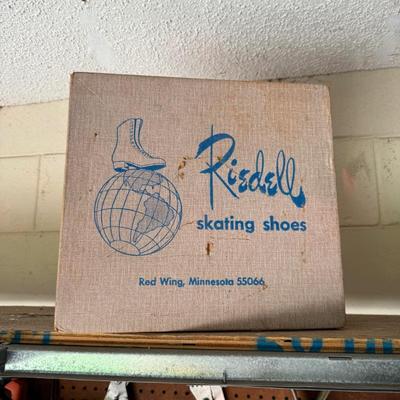 Riedell
skating shoes
Red Wing, Minnesota 55066